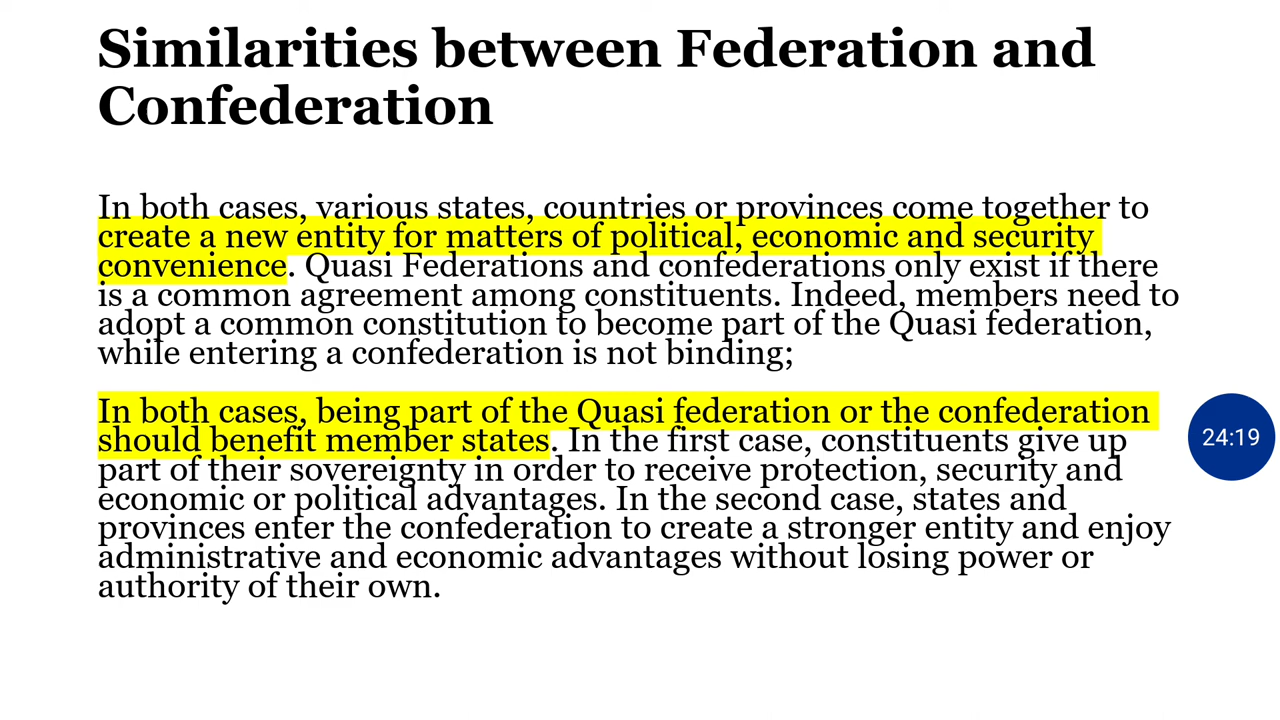 Similarities between Federation and
Confederation
In both cases, various states, countries or provinces come together to
create a new entity for matters of political, economic and security
convenience. Quasi Federations and confederations only exist if there
is a common agreement among constituents. Indeed, members need to
adopt a common constitution to become part of the Quasi federation,
while entering a confederation is not binding;
In both cases, being part of the Quasi federation or the confederation
should benefit member states. In the first case, constituents give up
part of their sovereignty in order to receive protection, security and
economic or political advantages. In the second case, states and
provinces enter the confederation to create a stronger entity and enjoy
administrative and economic advantages without losing power or
authority of their own.
24:19